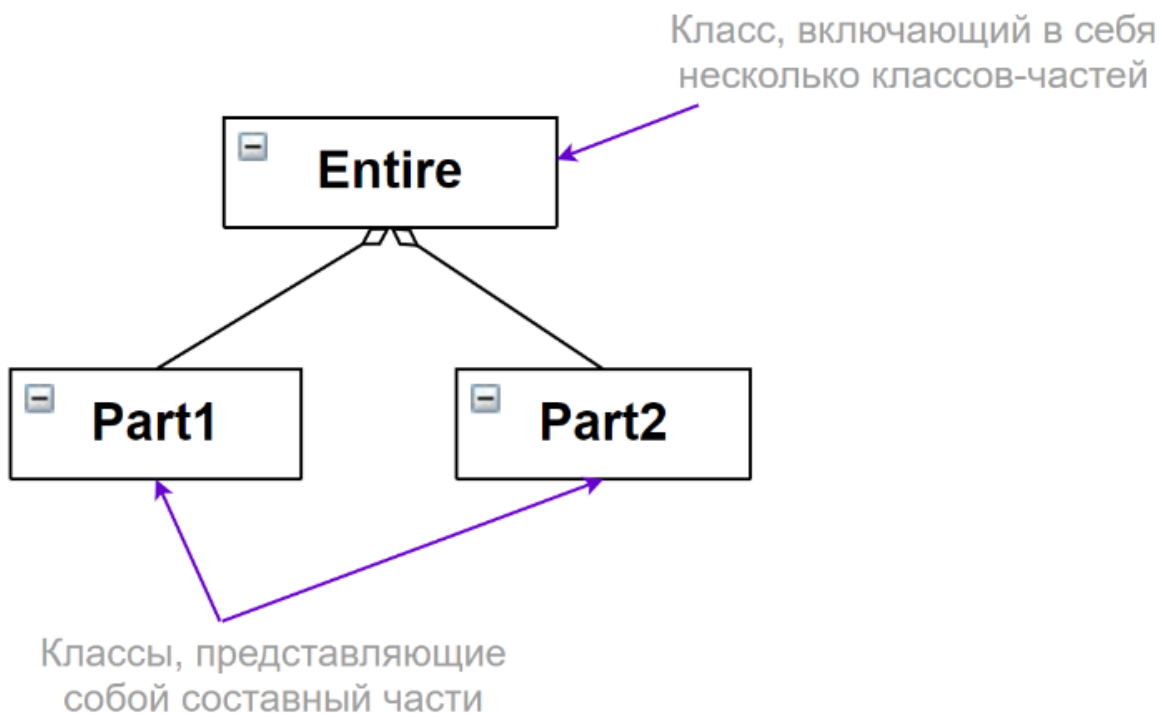 Класс, включающий в себя
несколько классов-частей
Entire
Part1
Part2
Классы, представляющие
собой составный части